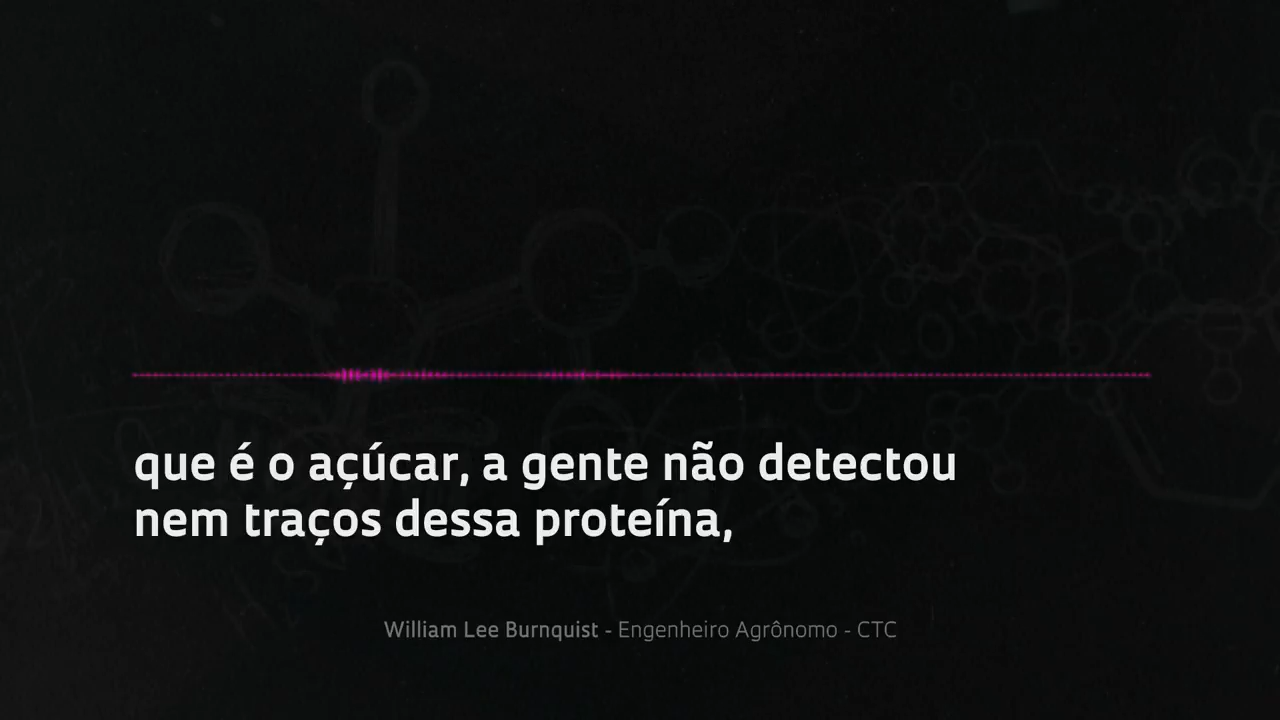 que é o açúcar, a gente não detectou
nem traços dessa proteína,
William Lee Burnquist - Engenheiro Agrônomo - CTC